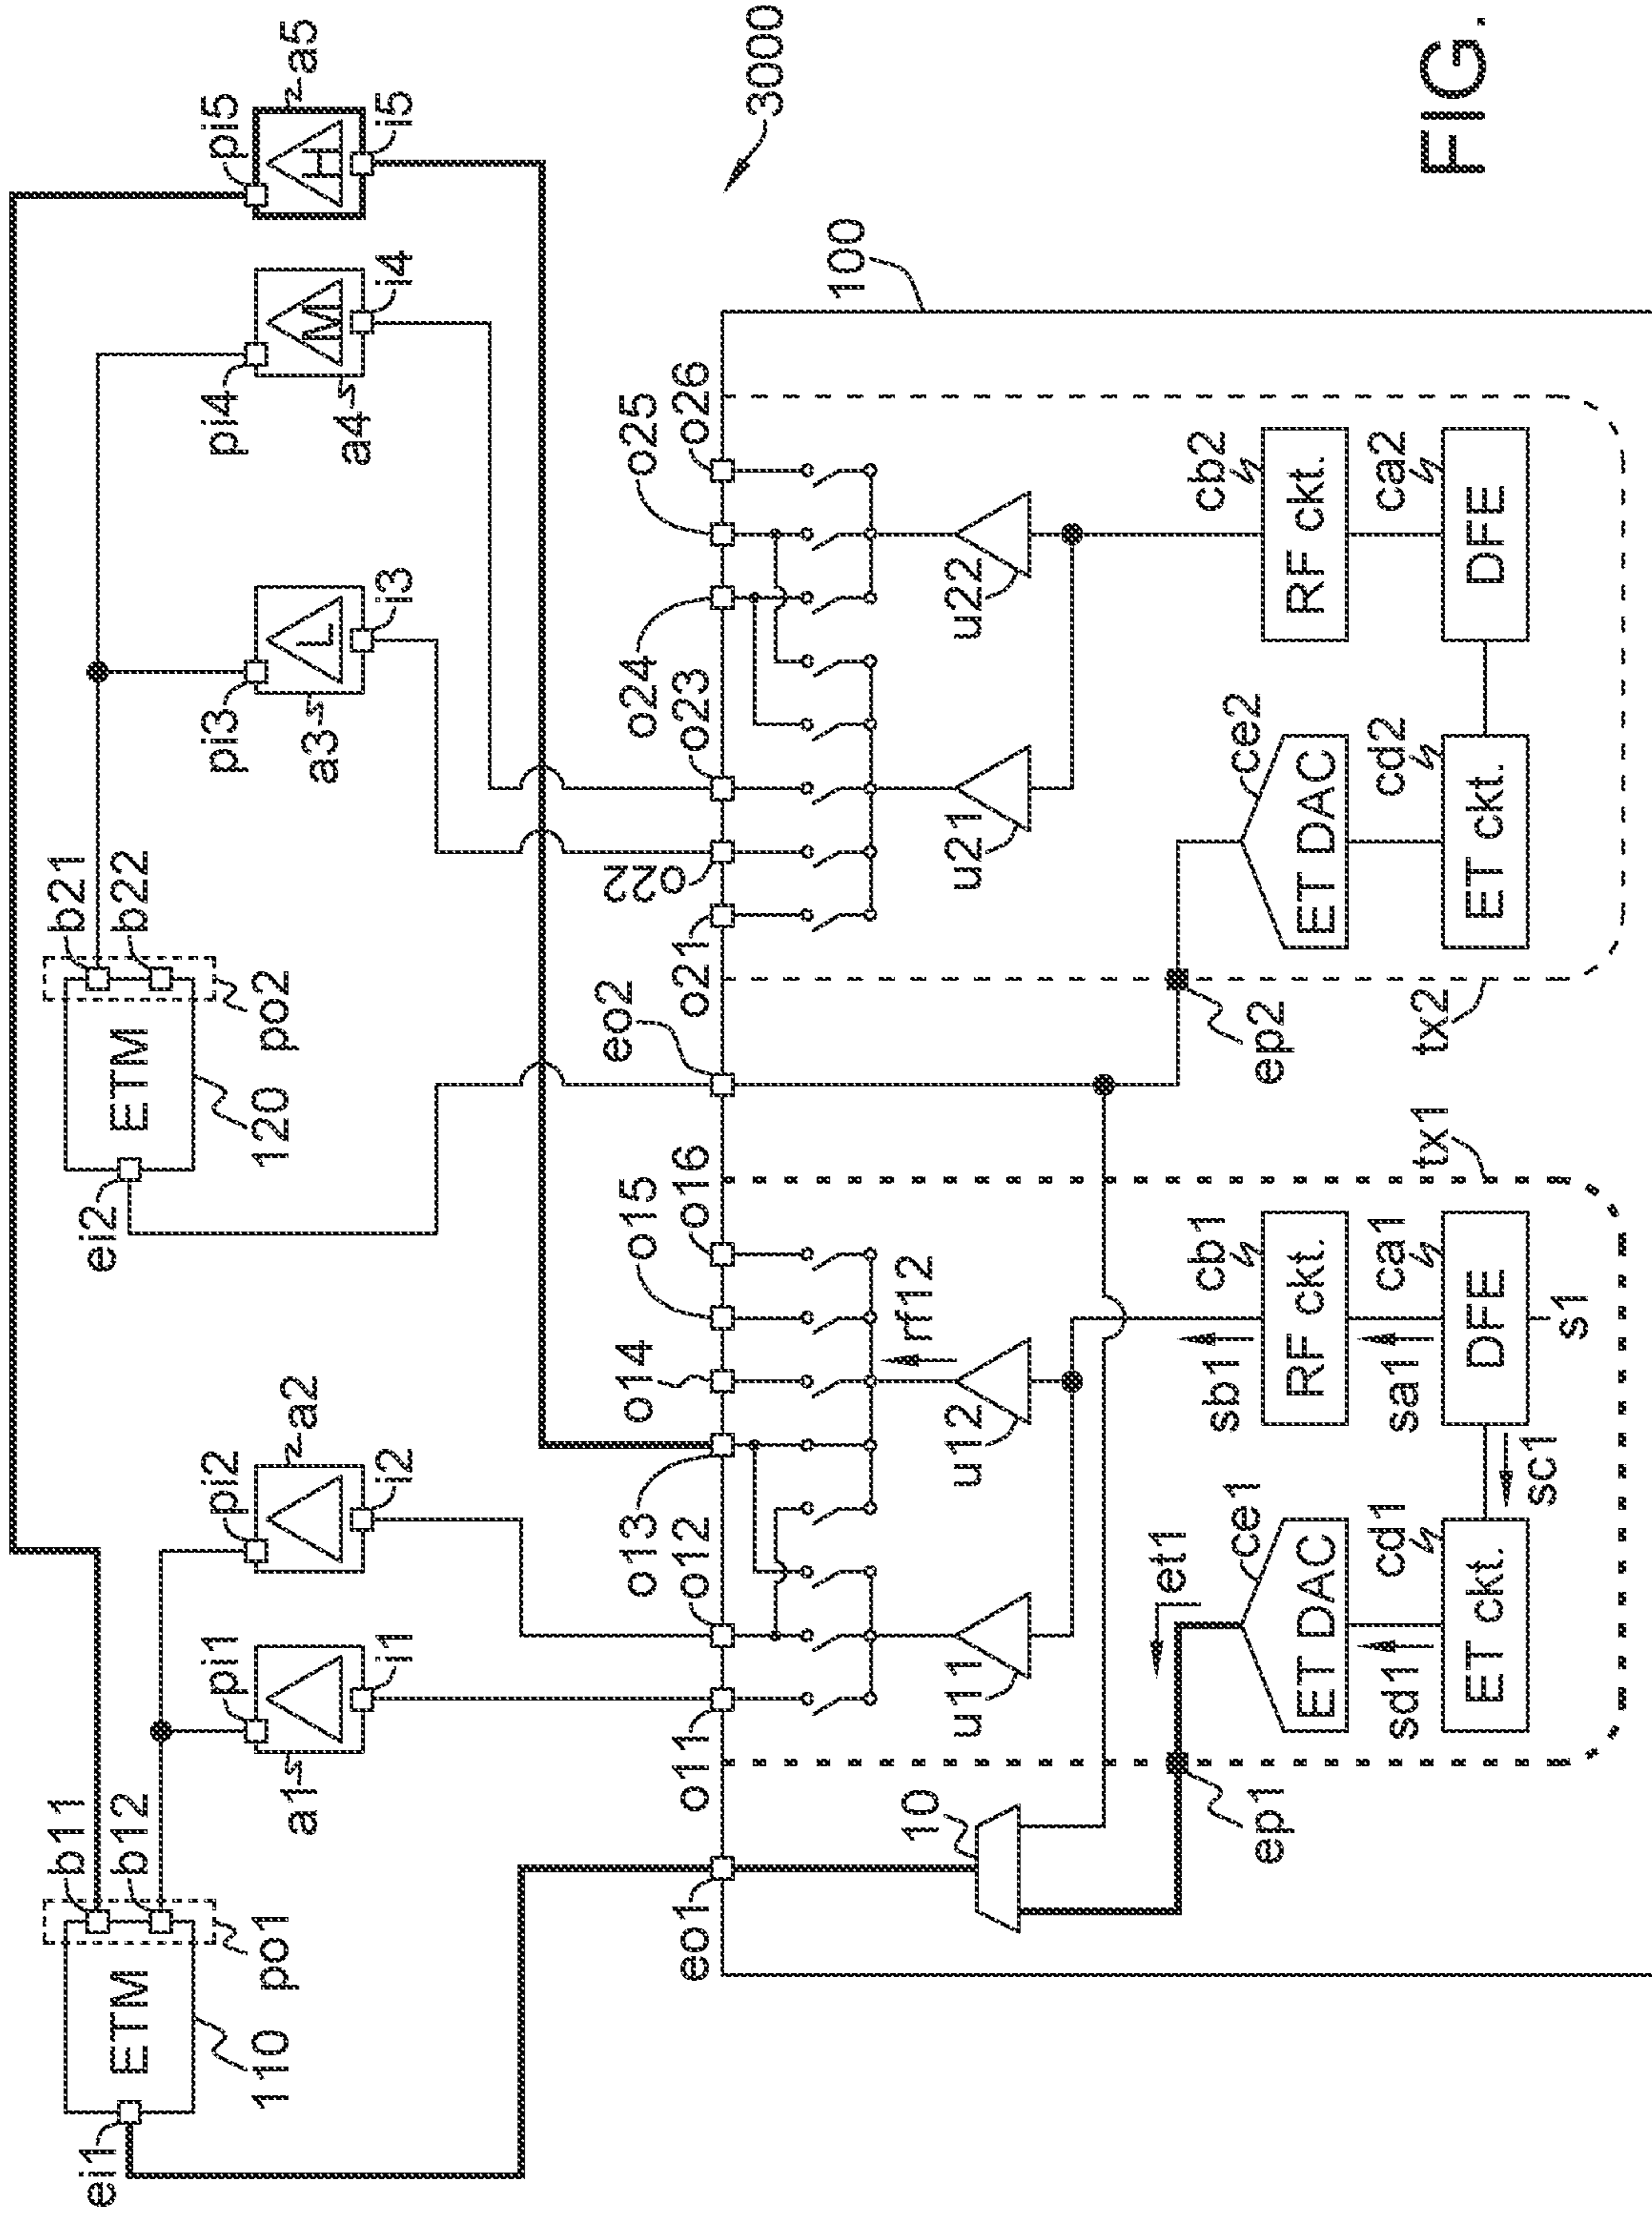 ETM
ei1
110
po1
b11
b12
ETM
ei2
120
po2
b21
b22
pi1
a1
i1
pi2
a2
i2
pi3
a3
L
i3
pi4
a4
M
i4
pi5
a5
H
i5
3000
100
eo1
o11
o12
o13
o14
o15
o16
eo2
o21
o22
o23
o24
o25
o26
10
u11
u12
rf12
u21
u22
ep1
et1
ET DAC
ce1
sb1
RF ckt.
cb1
tx1
ep2
ET DAC
ce2
RF ckt.
cb2
sd1
ET ckt.
cd1
sc1
sa1
DFE
ca1
s1
tx2
ET ckt.
cd2
DFE
ca2
FIG.